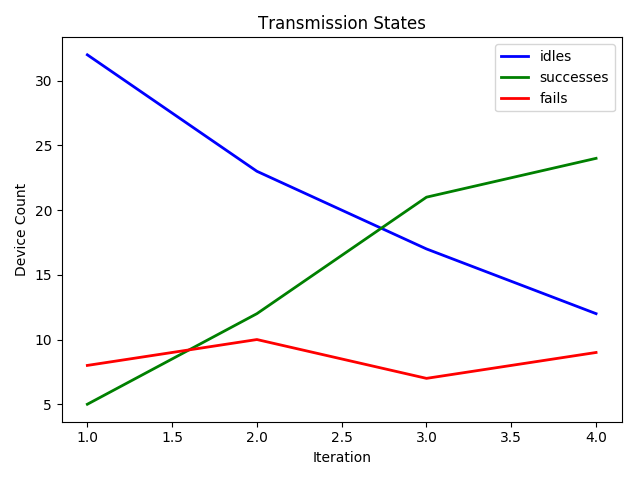 Transmission States
idles
successes
fails
Device Count
30
25
20
15
10
5
1.0 1.5 2.0 2.5 3.0 3.5 4.0
Iteration